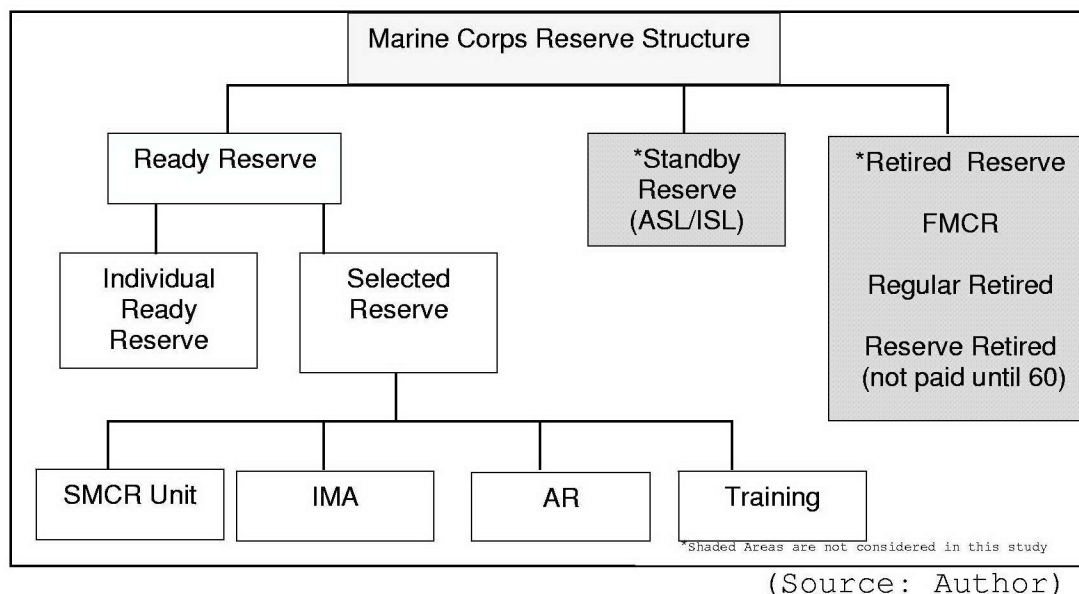 Marine Corps Reserve Structure
Ready Reserve
*Standby
Reserve
(ASL/ISL)
*Retired Reserve
FMCR
Regular Retired
Reserve Retired
(not paid until 60)
Individual
Ready
Reserve
Selected
Reserve
SMCR Unit
IMA
AR
Training
*Shaded Areas are not considered in this study
(Source: Author)